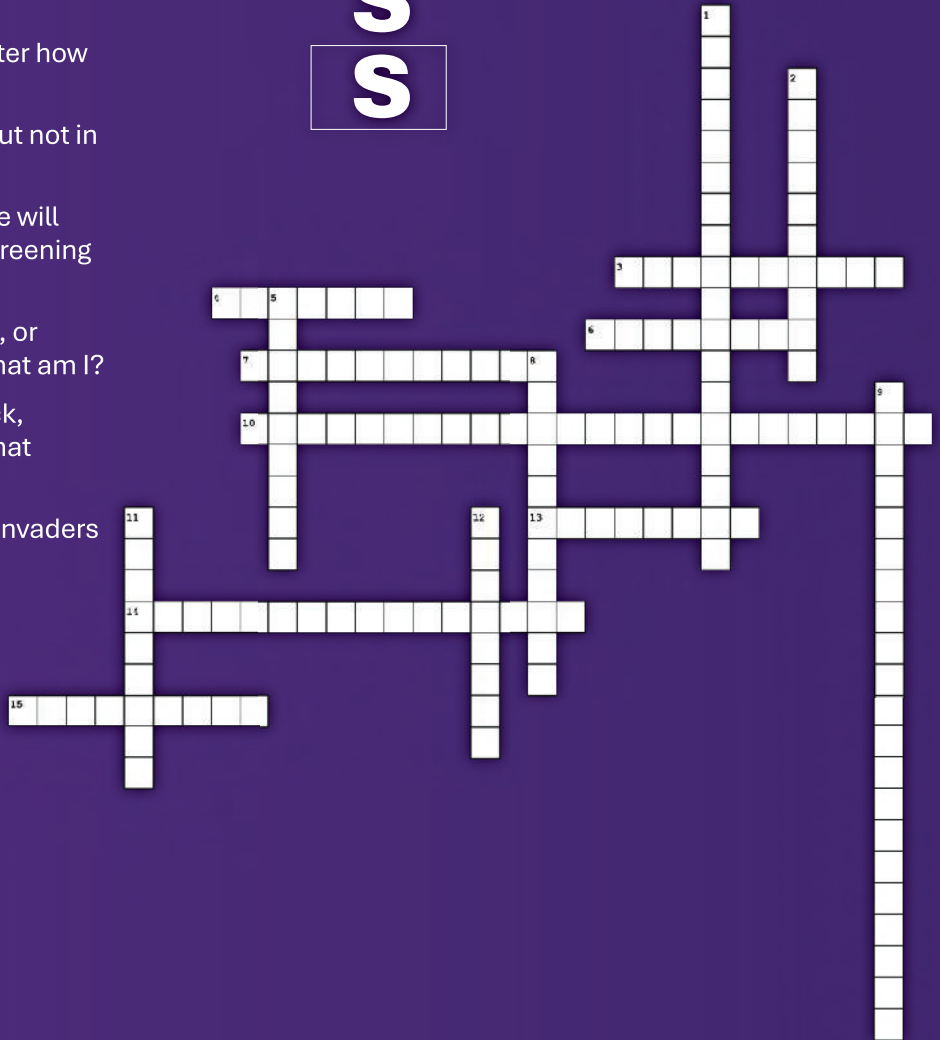 S
S
ter how
ut not in
e will
reening
, or
hat am I?
k,
hat
nvaders
1
2
3
4
5
6
7
8
9
10
11
12
13
14
15